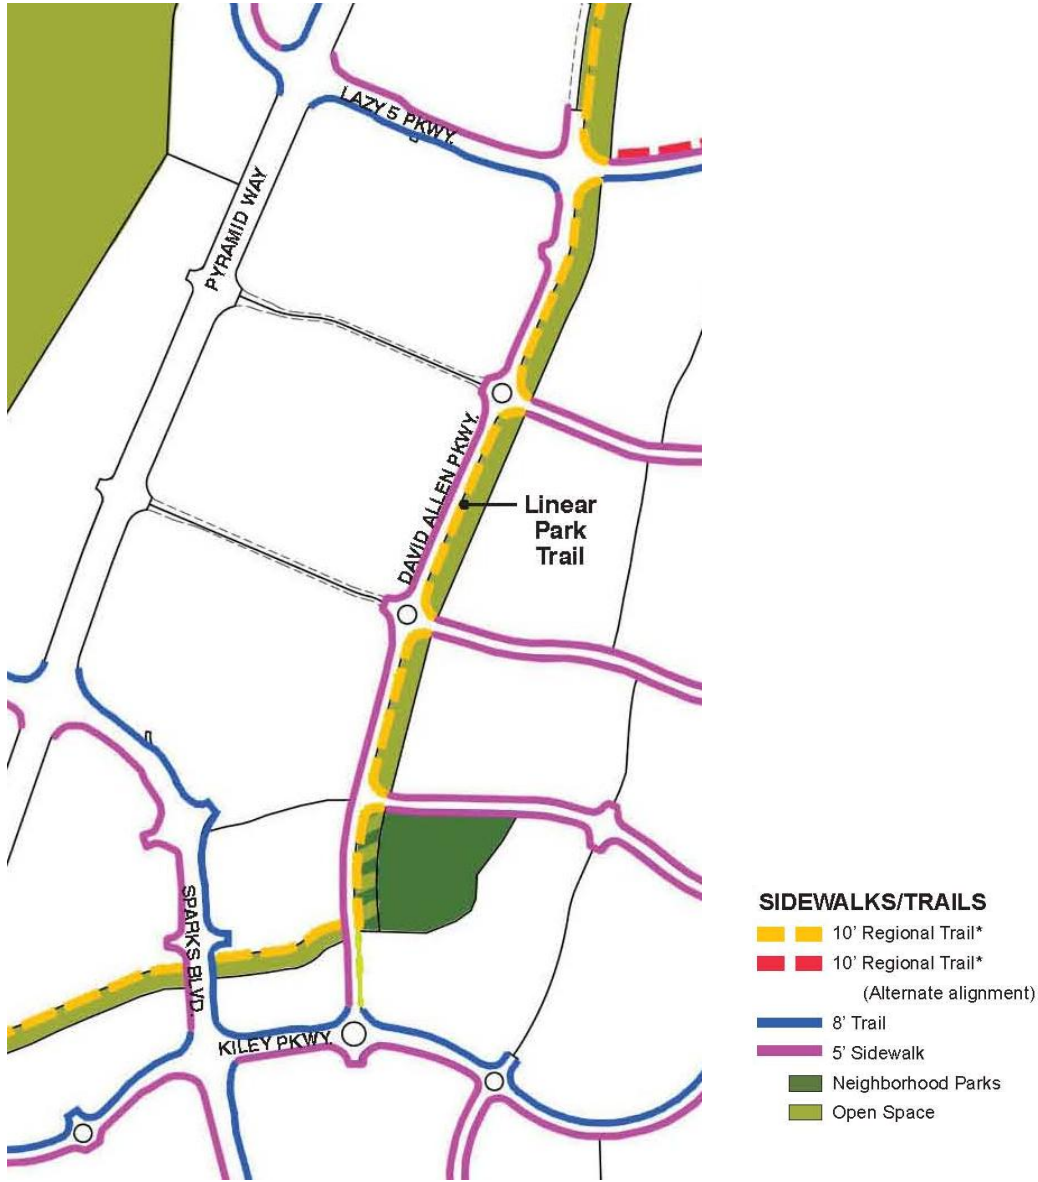 LAZY 5 PKWY.
PYRAMID WAY
DAVID ALLEN PKWY.
Linear
Park
Trail
SPARKS BLVD.
KILEY PKWY.
SIDEWALKS/TRAILS
10' Regional Trail*
10' Regional Trail*
(Alternate alignment)
8' Trail
5' Sidewalk
Neighborhood Parks
Open Space